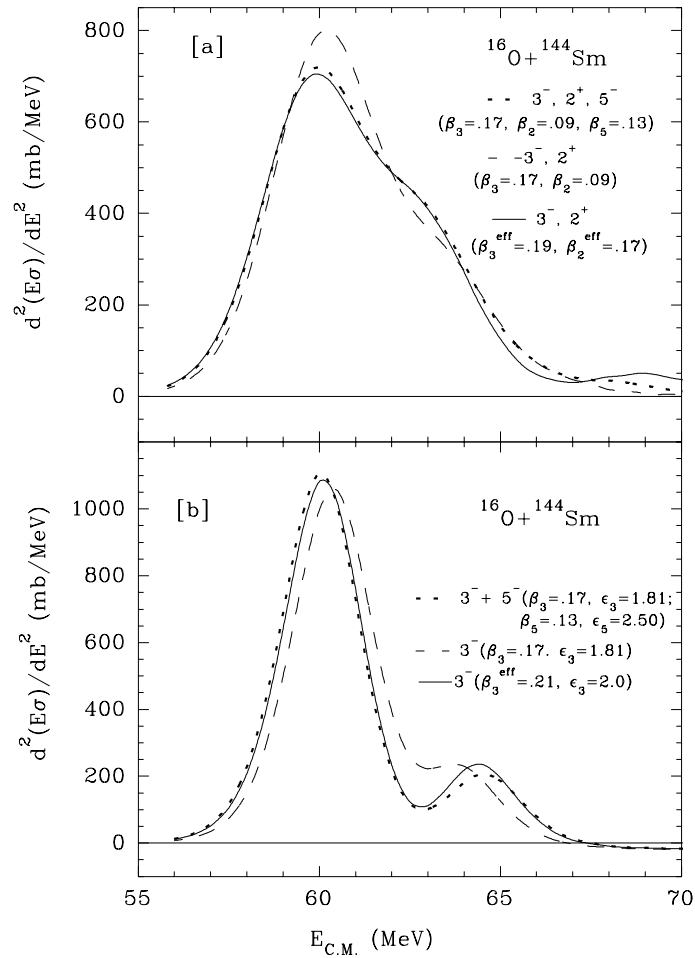 [a]
¹⁶O+¹⁴⁴Sm
3⁻, 2⁺, 5⁻
(β₃=.17, β₂=.09, β₅=.13)
3⁻, 2⁺
(β₃=.17, β₂=.09)
3⁻, 2⁺
(β₃ᵉᶠᶠ=.19, β₂ᵉᶠᶠ=.17)
d²(Eσ)/dE² (mb/MeV)
800
600
400
200
0
[b]
¹⁶O+¹⁴⁴Sm
3⁻+ 5⁻(β₃=.17, ε₃=1.81;
β₅=.13, ε₅=2.50)
3⁻(β₃=.17. ε₃=1.81)
3⁻(β₃ᵉᶠᶠ=.21, ε₃=2.0)
d²(Eσ)/dE² (mb/MeV)
1000
800
600
400
200
0
55 60 65 70
E_C.M. (MeV)